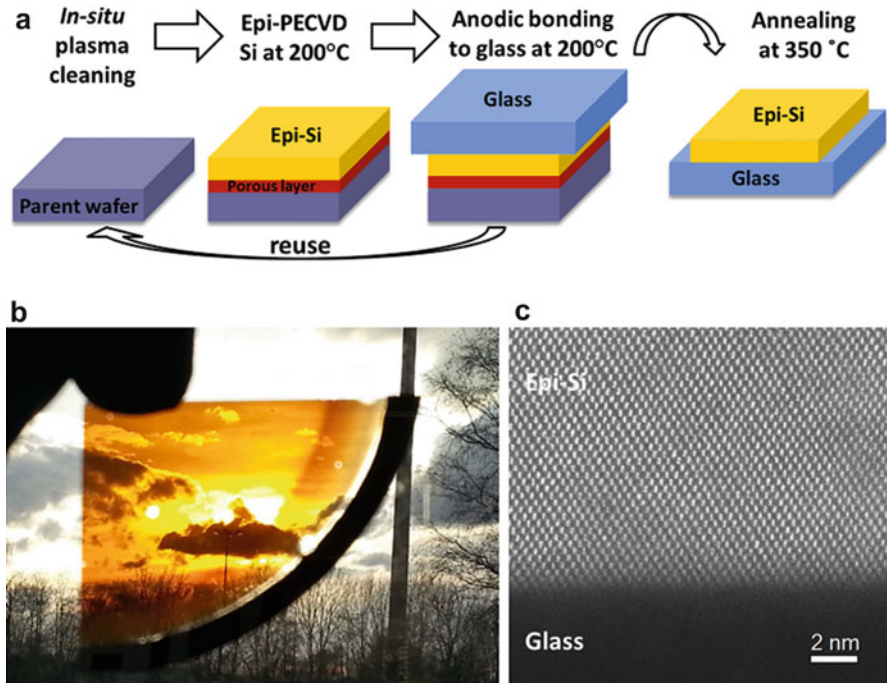 a
In-situ
plasma
cleaning
Epi-PECVD
Si at 200°C
Anodic bonding
to glass at 200°C
Annealing
at 350 ˚C
Parent wafer
Epi-Si
Porous layer
Glass
Epi-Si
Glass
reuse
b
c
Epi-Si
Glass
2 nm